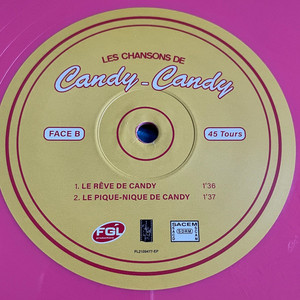 LES CHANSONS DE
Candy-Candy
FACE B
45 Tours
1. LE RÊVE DE CANDY 1'36
2. LE PIQUE-NIQUE DE CANDY 1'37
FGL
SACEM
SDRM